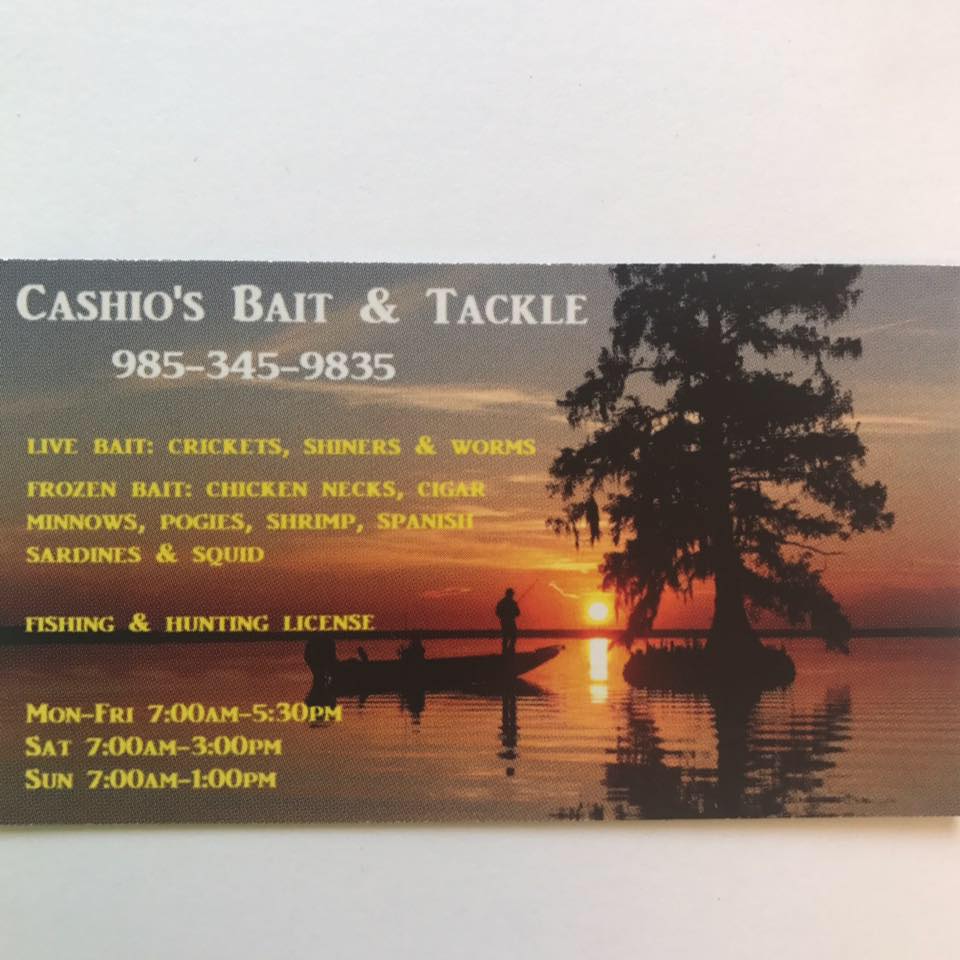 Cashio's Bait & Tackle
985-345-9835
Live Bait: Crickets, Shiners & Worms
Frozen Bait: Chicken Necks, Cigar
Minnows, Pogies, Shrimp, Spanish
Sardines & Squid
Fishing & Hunting License
Mon-Fri 7:00am-5:30pm
Sat 7:00am-3:00pm
Sun 7:00am-1:00pm